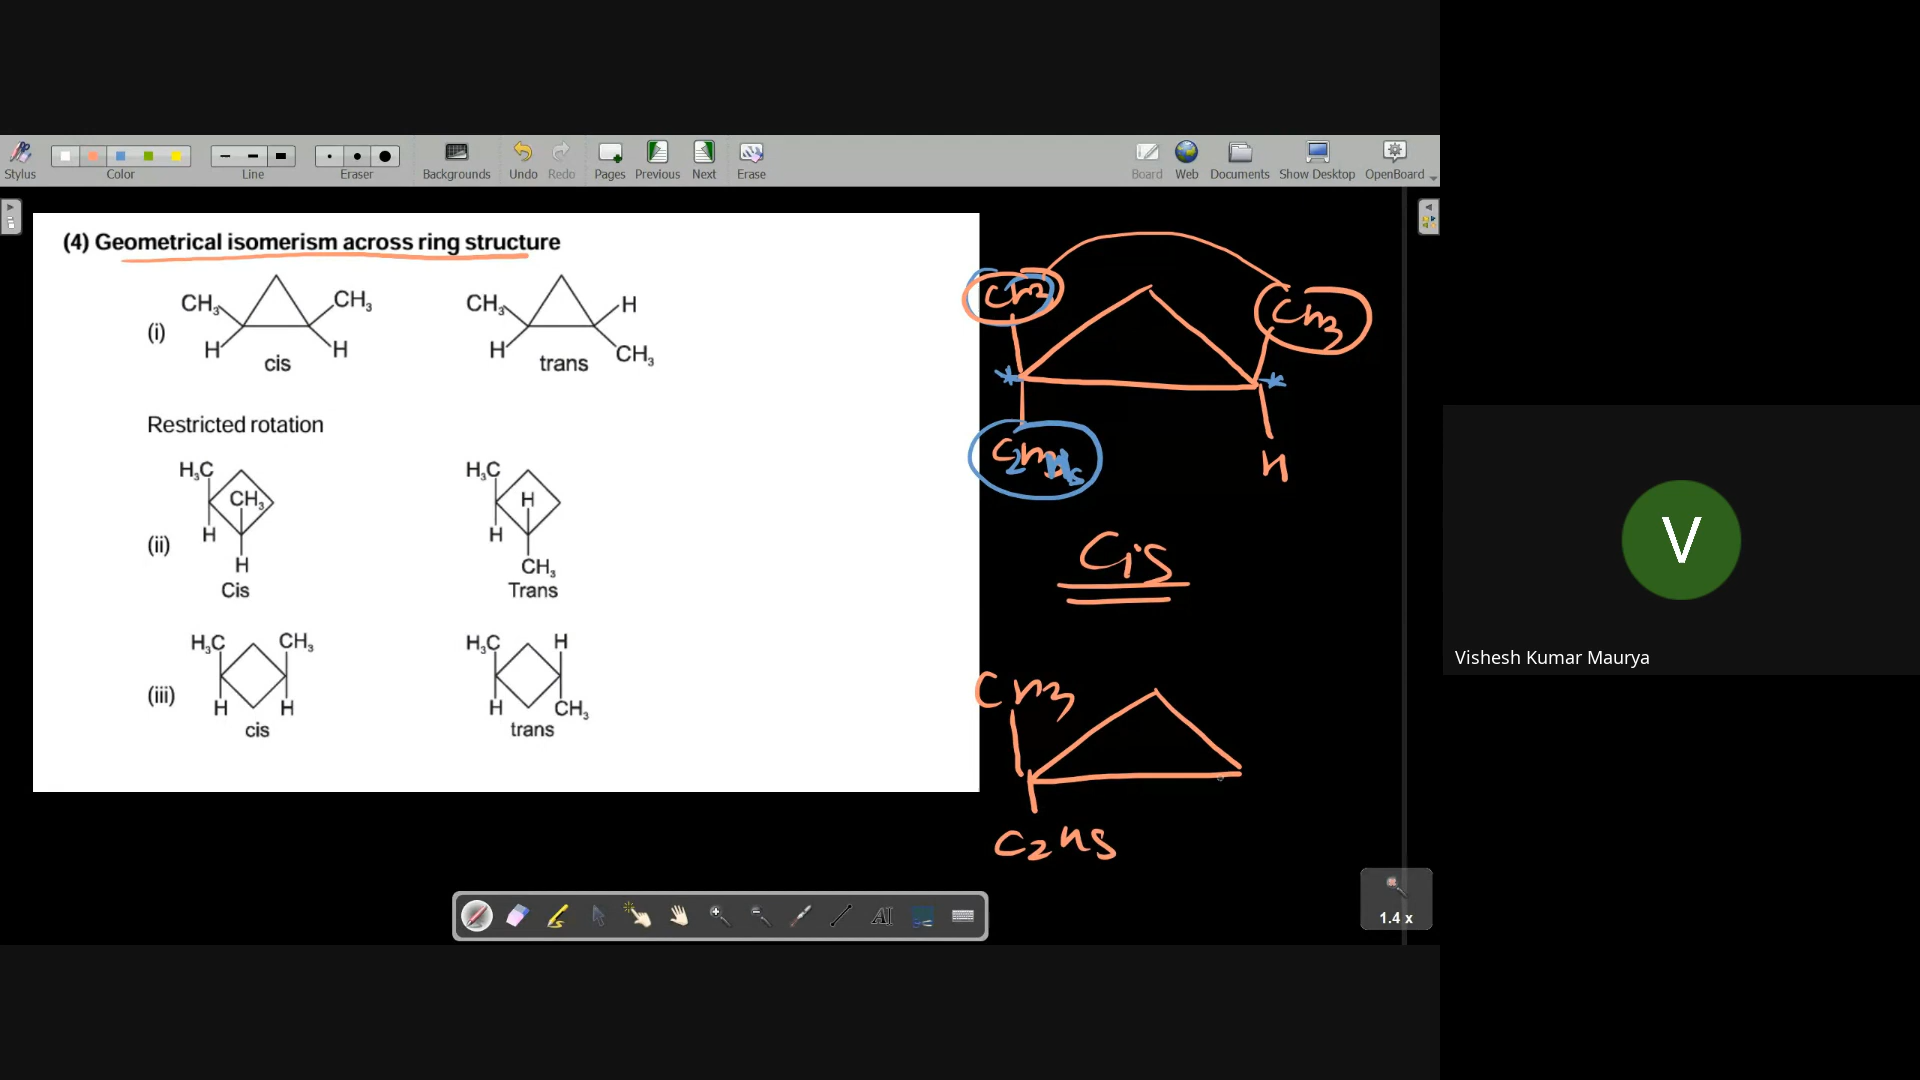 Stylus
Color
Line
Eraser
Backgrounds
Undo
Redo
Pages
Previous
Next
Erase
Board
Web
Documents
Show Desktop
OpenBoard
(4) Geometrical isomerism across ring structure
(i)
CH₃
CH₃
H
H
cis
CH₃
H
H
CH₃
trans
Restricted rotation
(ii)
H₃C
CH₃
H
H
Cis
H₃C
H
H
CH₃
Trans
(iii)
H₃C
CH₃
H
H
cis
H₃C
H
H
CH₃
trans
CH3
CH3
H
Cis
CH3
C2H5
1.4 x
V
Vishesh Kumar Maurya